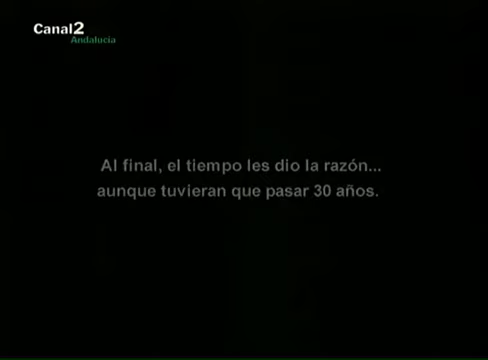 Canal2
Andalucía
Al final, el tiempo les dio la razón...
aunque tuvieran que pasar 30 años.